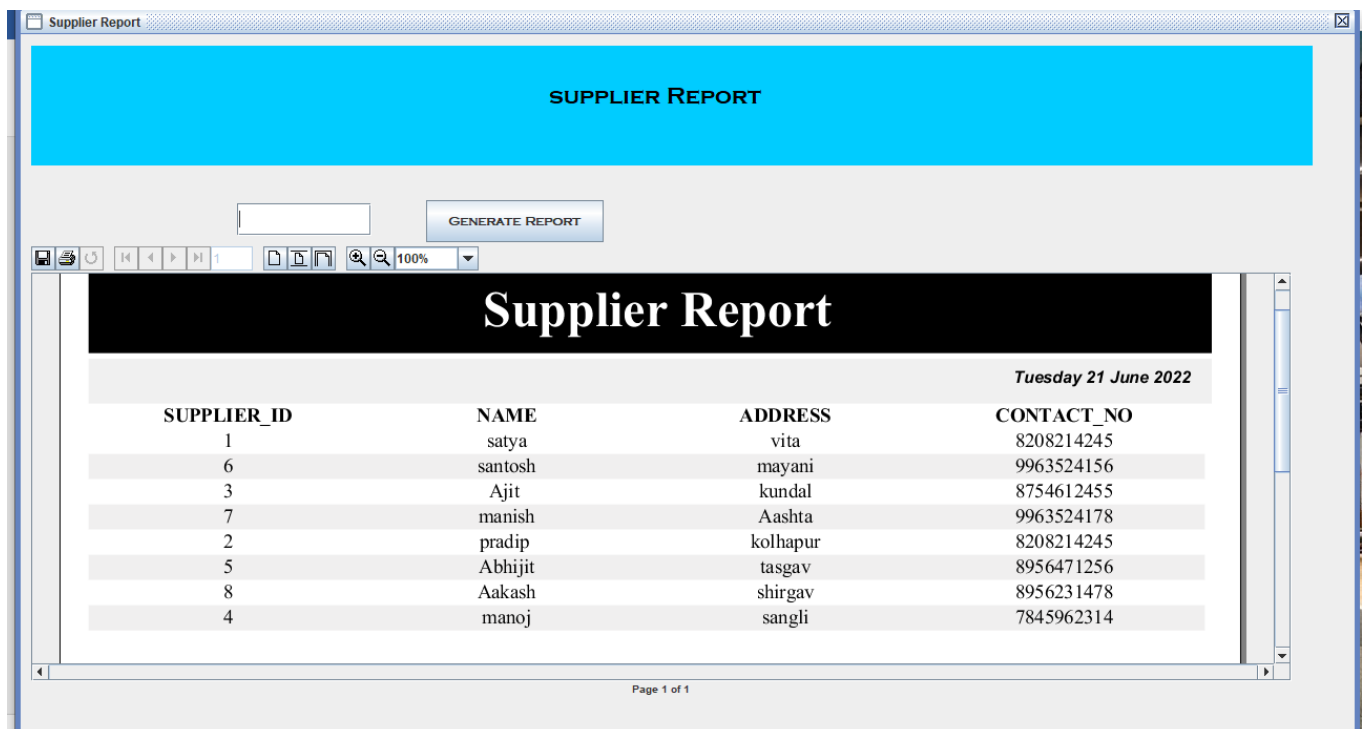 Supplier Report
supplier Report
Generate Report
1 100%
Supplier Report
Tuesday 21 June 2022
SUPPLIER_ID NAME ADDRESS CONTACT_NO
1 satya vita 8208214245
6 santosh mayani 9963524156
3 Ajit kundal 8754612455
7 manish Aashta 9963524178
2 pradip kolhapur 8208214245
5 Abhijit tasgav 8956471256
8 Aakash shirgav 8956231478
4 manoj sangli 7845962314
Page 1 of 1